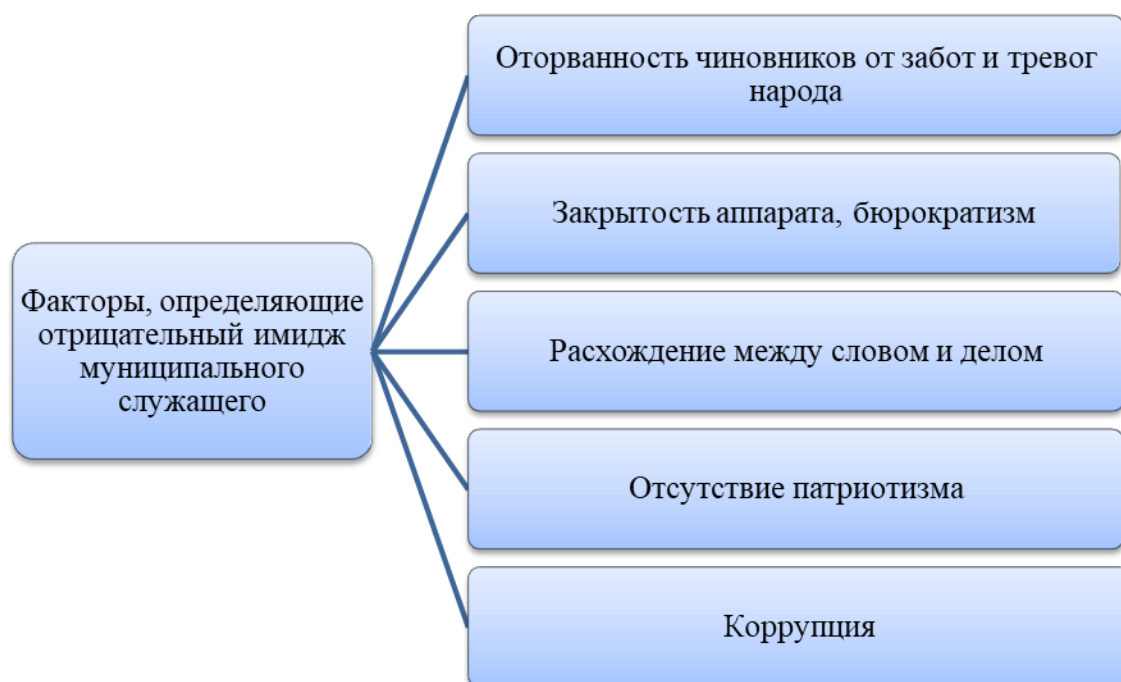 Оторванность чиновников от забот и тревог
народа
Закрытость аппарата, бюрократизм
Факторы, определяющие
отрицательный имидж
муниципального
служащего
Расхождение между словом и делом
Отсутствие патриотизма
Коррупция